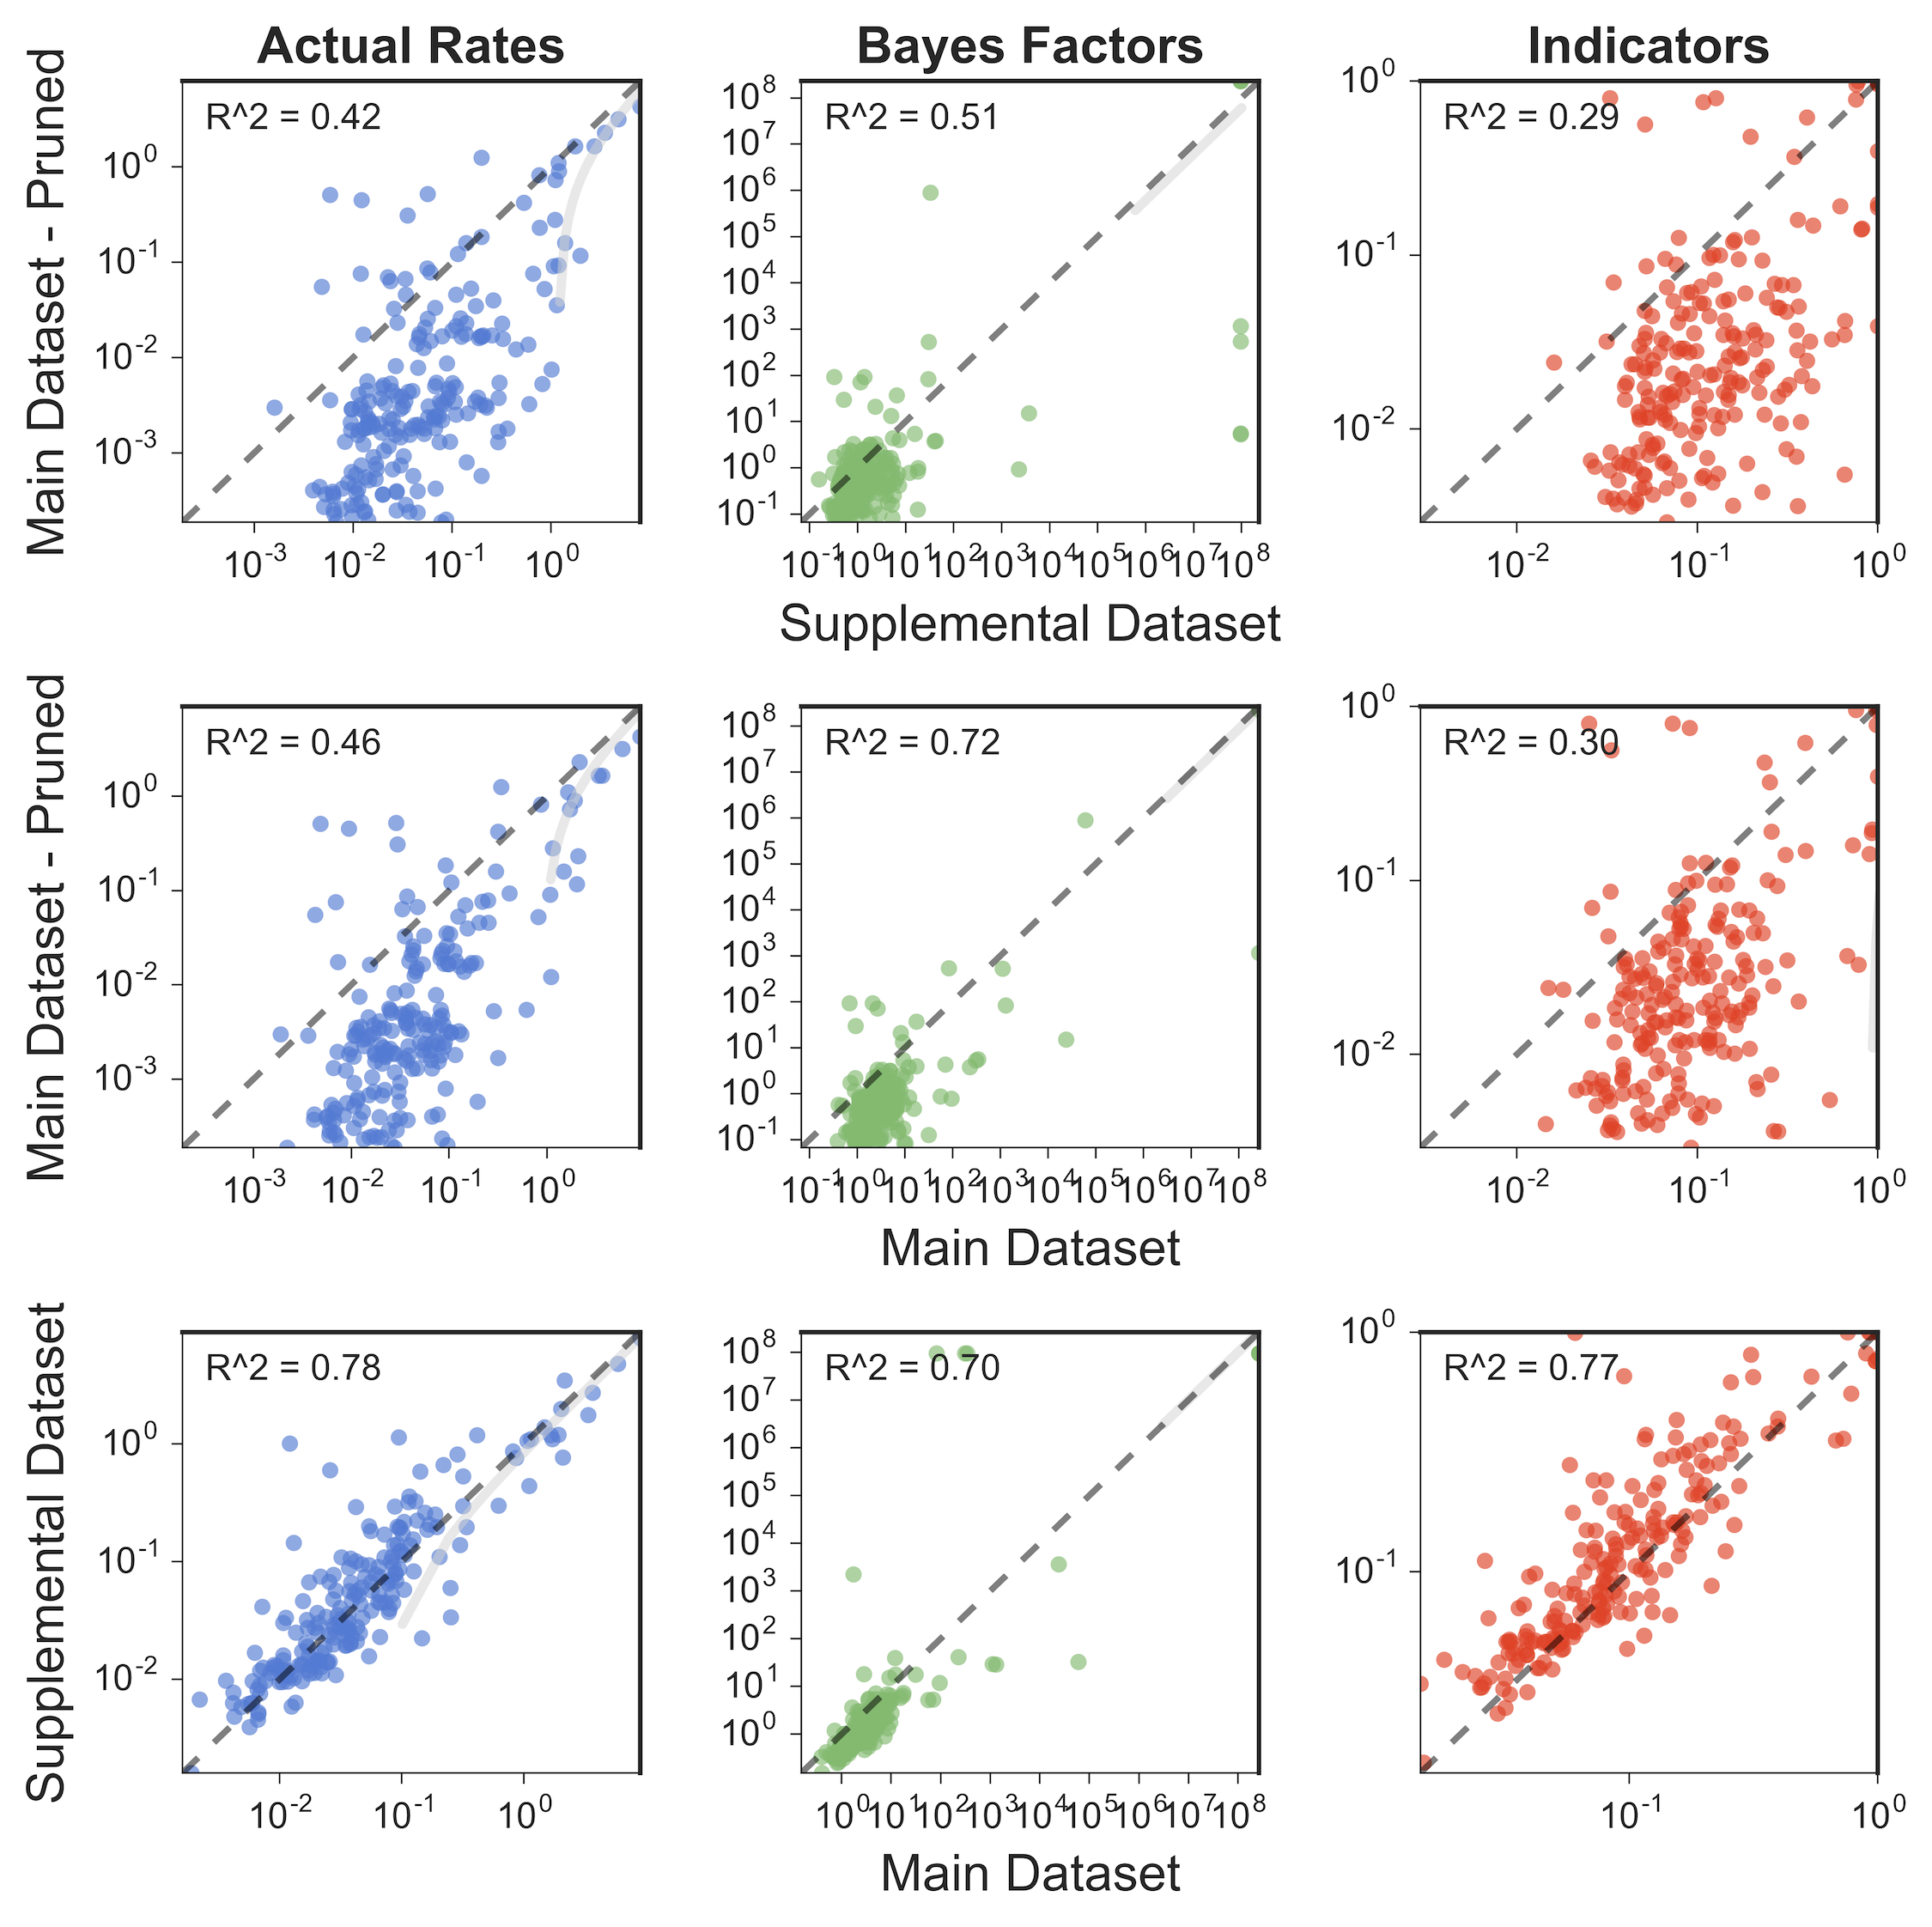 Actual Rates
Bayes Factors
Indicators
Main Dataset - Pruned
R^2 = 0.42
10^0
10^-1
10^-2
10^-3
10^-3 10^-2 10^-1 10^0
R^2 = 0.51
10^8
10^7
10^6
10^5
10^4
10^3
10^2
10^1
10^0
10^-1
10^-1 10^0 10^1 10^2 10^3 10^4 10^5 10^6 10^7 10^8
Supplemental Dataset
R^2 = 0.29
10^0
10^-1
10^-2
10^-2 10^-1 10^0
Main Dataset - Pruned
R^2 = 0.46
10^0
10^-1
10^-2
10^-3
10^-3 10^-2 10^-1 10^0
R^2 = 0.72
10^8
10^7
10^6
10^5
10^4
10^3
10^2
10^1
10^0
10^-1
10^-1 10^0 10^1 10^2 10^3 10^4 10^5 10^6 10^7 10^8
Main Dataset
R^2 = 0.30
10^0
10^-1
10^-2
10^-2 10^-1 10^0
Supplemental Dataset
R^2 = 0.78
10^0
10^-1
10^-2
10^-2 10^-1 10^0
R^2 = 0.70
10^8
10^7
10^6
10^5
10^4
10^3
10^2
10^1
10^0
10^0 10^1 10^2 10^3 10^4 10^5 10^6 10^7 10^8
Main Dataset
R^2 = 0.77
10^0
10^-1
10^-1 10^0